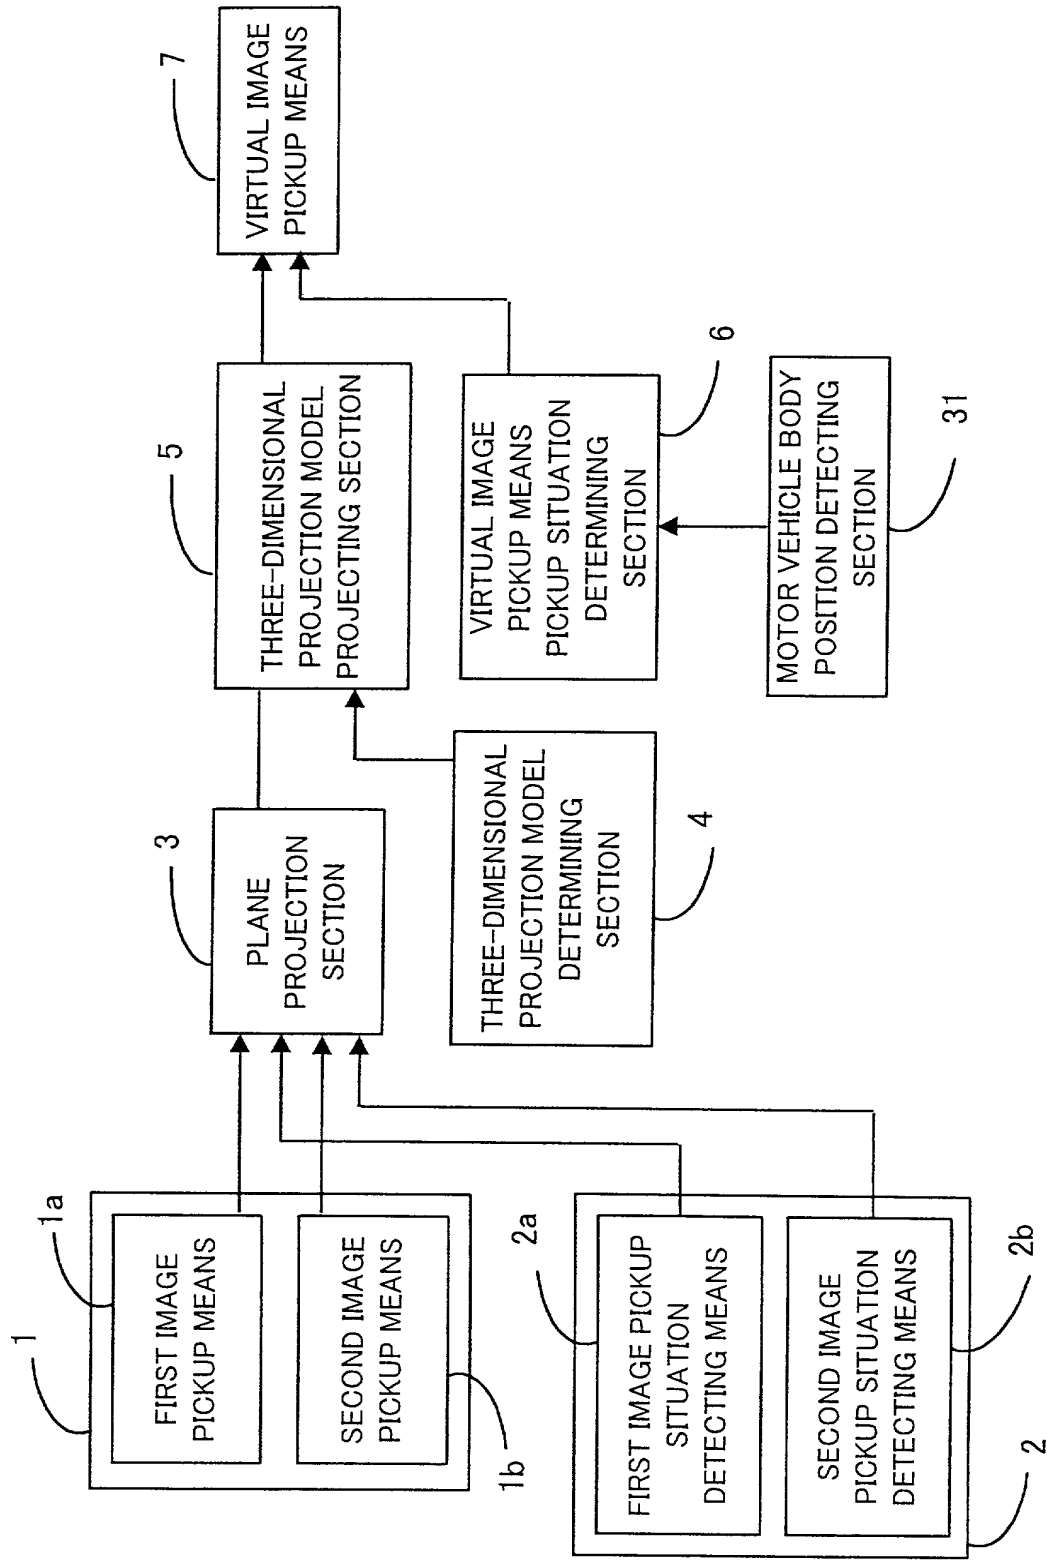 1
1a
FIRST IMAGE
PICKUP MEANS
SECOND IMAGE
PICKUP MEANS
1b
2a
FIRST IMAGE PICKUP
SITUATION
DETECTING MEANS
SECOND IMAGE
PICKUP SITUATION
DETECTING MEANS
2b
2
3
PLANE
PROJECTION
SECTION
THREE-DIMENSIONAL
PROJECTION MODEL
DETERMINING
SECTION
4
5
THREE-DIMENSIONAL
PROJECTION MODEL
PROJECTING SECTION
VIRTUAL IMAGE
PICKUP MEANS
PICKUP SITUATION
DETERMINING
SECTION
6
MOTOR VEHICLE BODY
POSITION DETECTING
SECTION
31
7
VIRTUAL IMAGE
PICKUP MEANS